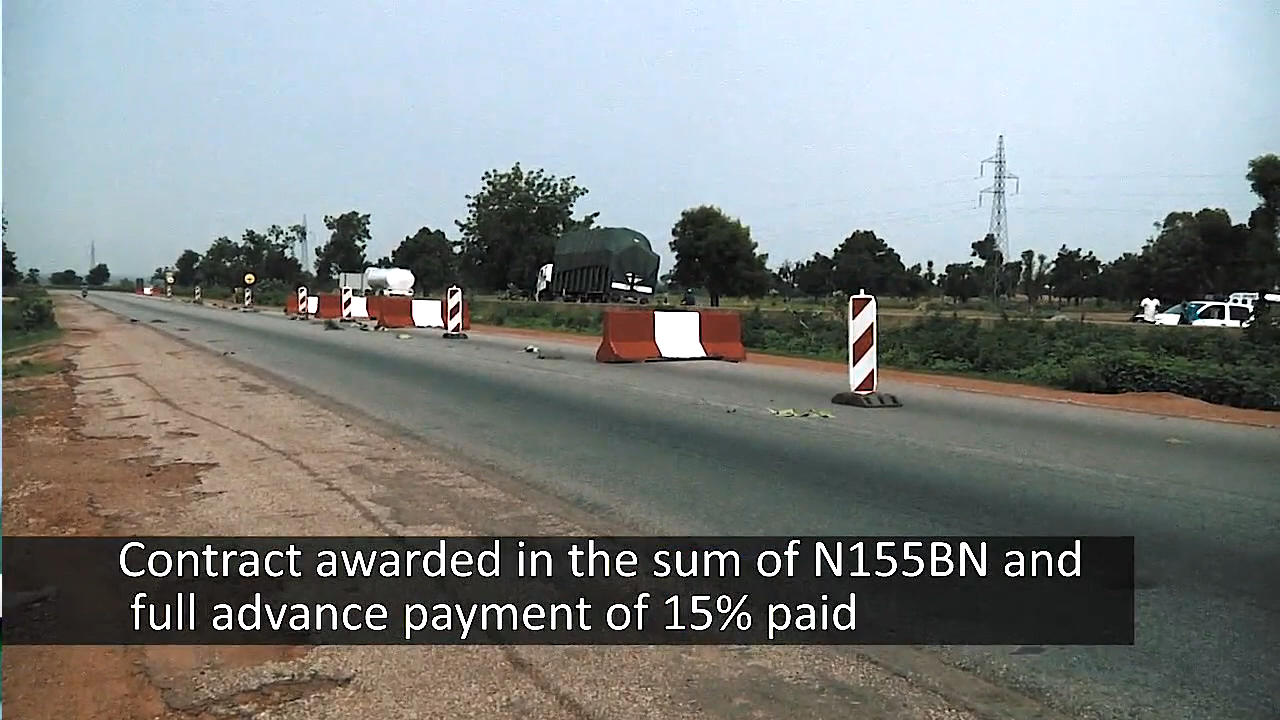 Contract awarded in the sum of N155BN and
full advance payment of 15% paid